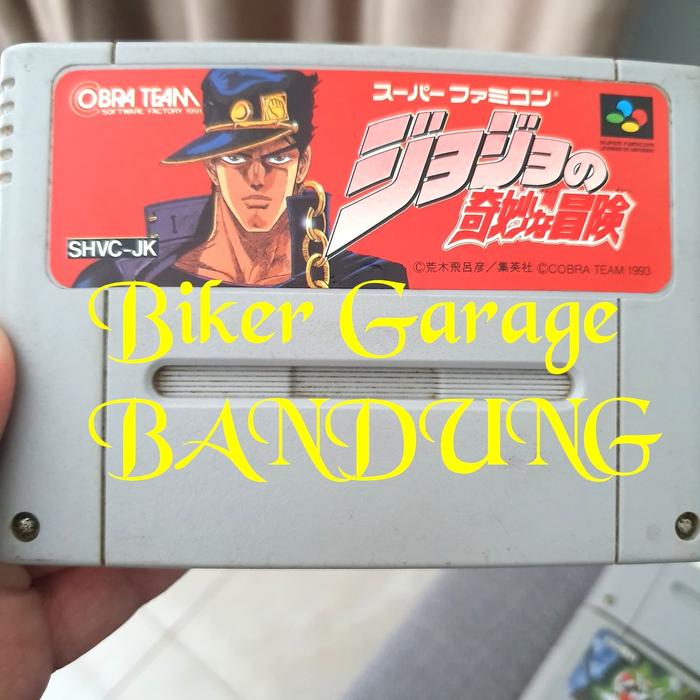 COBRA TEAM
SOFTWARE FACTORY 1991
スーパーファミコン
ジョジョの
奇妙な冒険
SUPER FAMICOM
SHVC-JK
©荒木飛呂彦/集英社 ©COBRA TEAM 1993
Biker Garage
BANDUNG